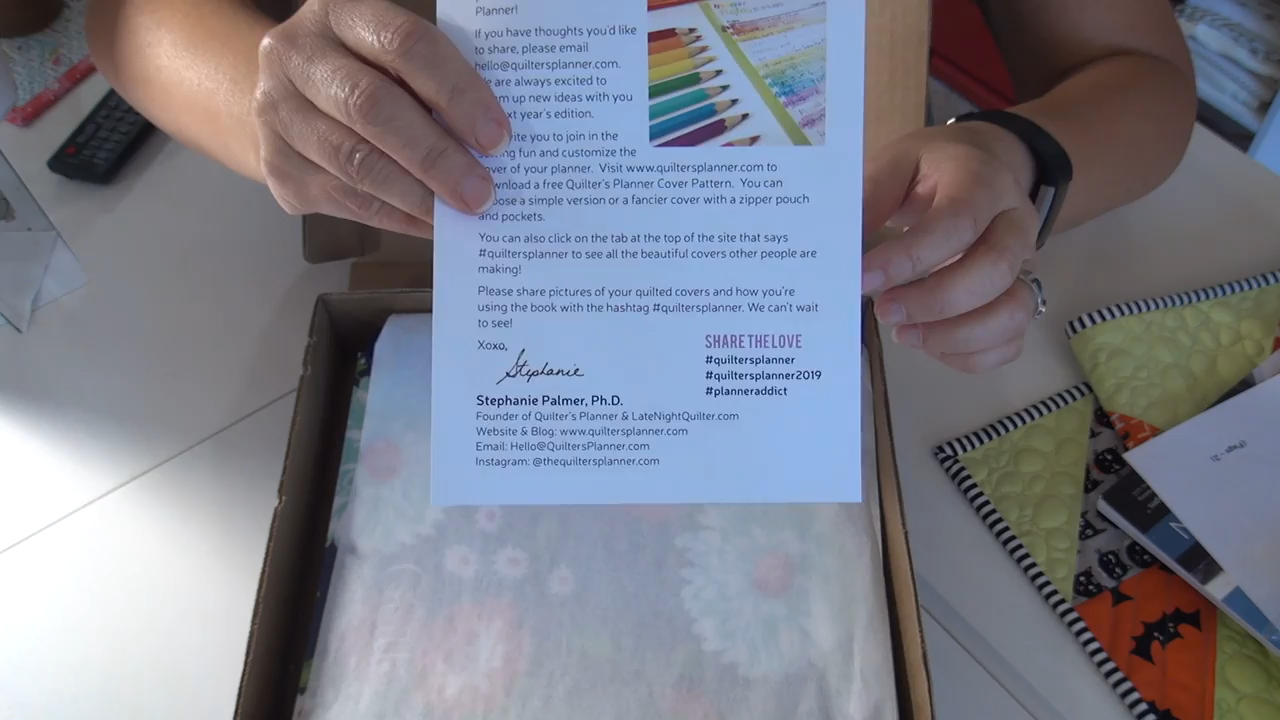 Planner!
If you have thoughts you'd like
to share, please email
hello@quiltersplanner.com.
are always excited to
up new ideas with you
year's edition.
you to join in the
fun and customize the
of your planner. Visit www.quiltersplanner.com to
a free Quilter's Planner Cover Pattern. You can
a simple version or a fancier cover with a zipper pouch
and pockets.
You can also click on the tab at the top of the site that says
#quiltersplanner to see all the beautiful covers other people are
making!
Please share pictures of your quilted covers and how you're
using the book with the hashtag #quiltersplanner. We can't wait
to see!
Xoxo,
Stephanie
Stephanie Palmer, Ph.D.
Founder of Quilter's Planner & LateNightQuilter.com
Website & Blog: www.quiltersplanner.com
Email: Hello@QuiltersPlanner.com
Instagram: @thequiltersplanner.com
SHARE THE LOVE
#quiltersplanner
#quiltersplanner2019
#planneraddict
(Page - 2)